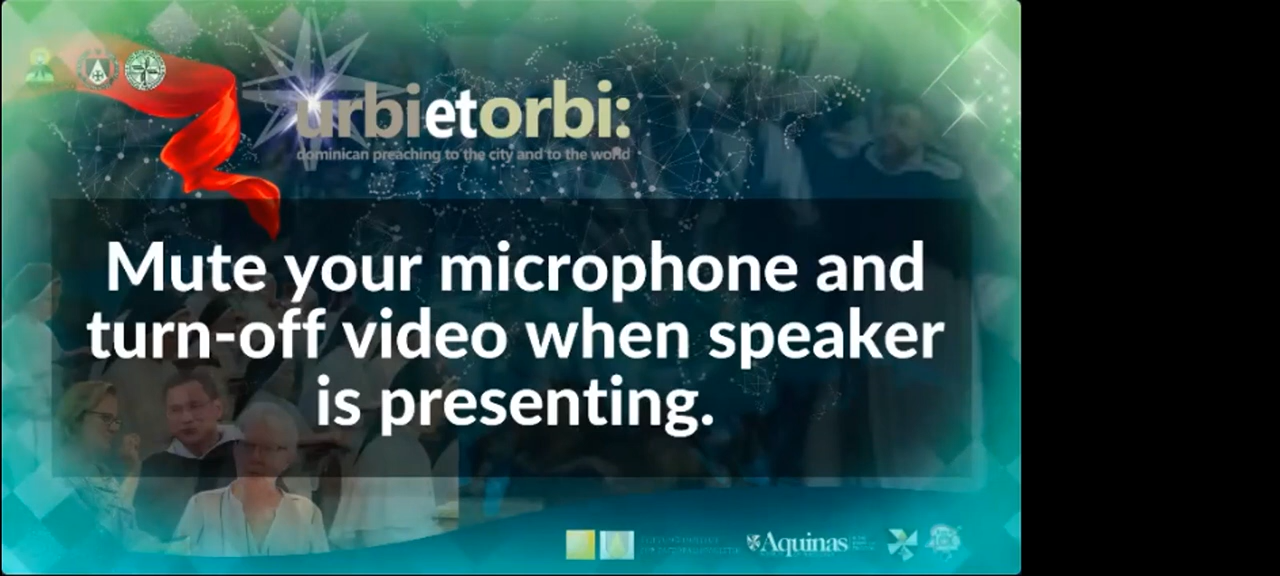 urbietorbi:
dominican preaching to the city and to the world
Mute your microphone and
turn-off video when speaker
is presenting.
Aquinas